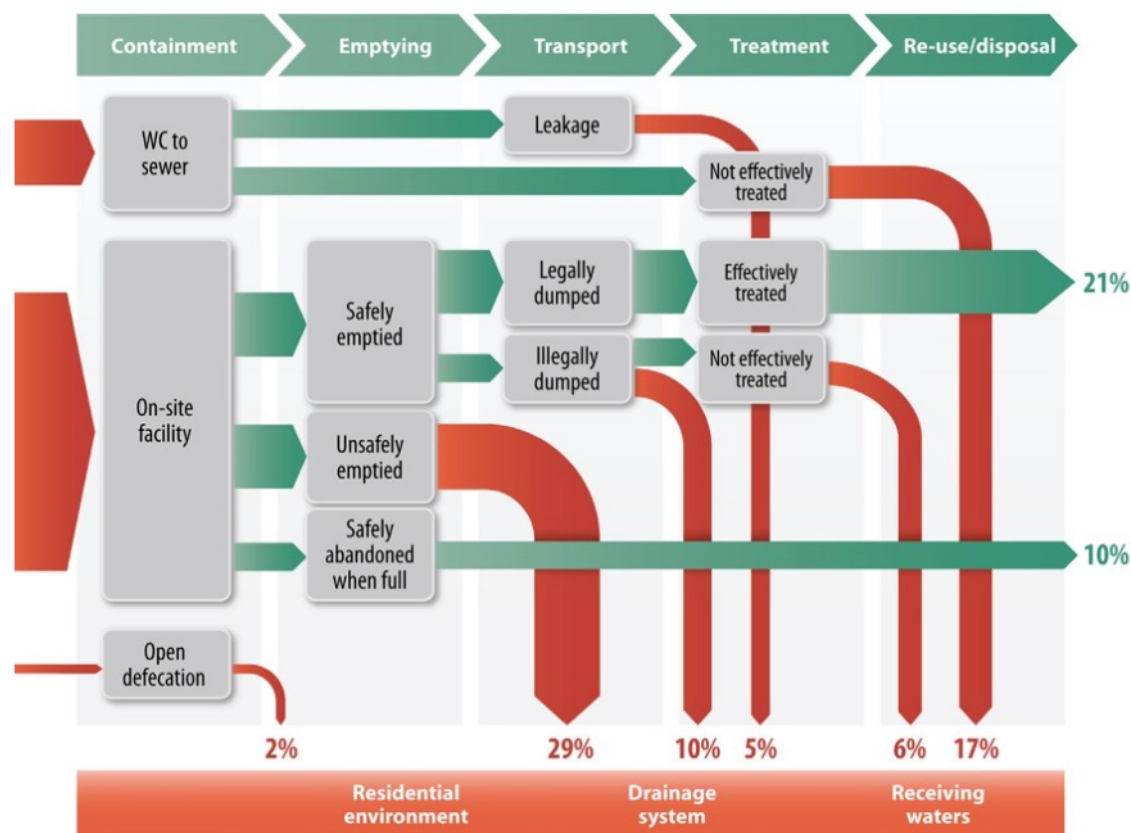 Containment
Emptying
Transport
Treatment
Re-use/disposal
WC to
sewer
Leakage
Not effectively
treated
On-site
facility
Safely
emptied
Legally
dumped
Effectively
treated
21%
Illegally
dumped
Not effectively
treated
Unsafely
emptied
Safely
abandoned
when full
10%
Open
defecation
2%
29%
10%
5%
6%
17%
Residential
environment
Drainage
system
Receiving
waters